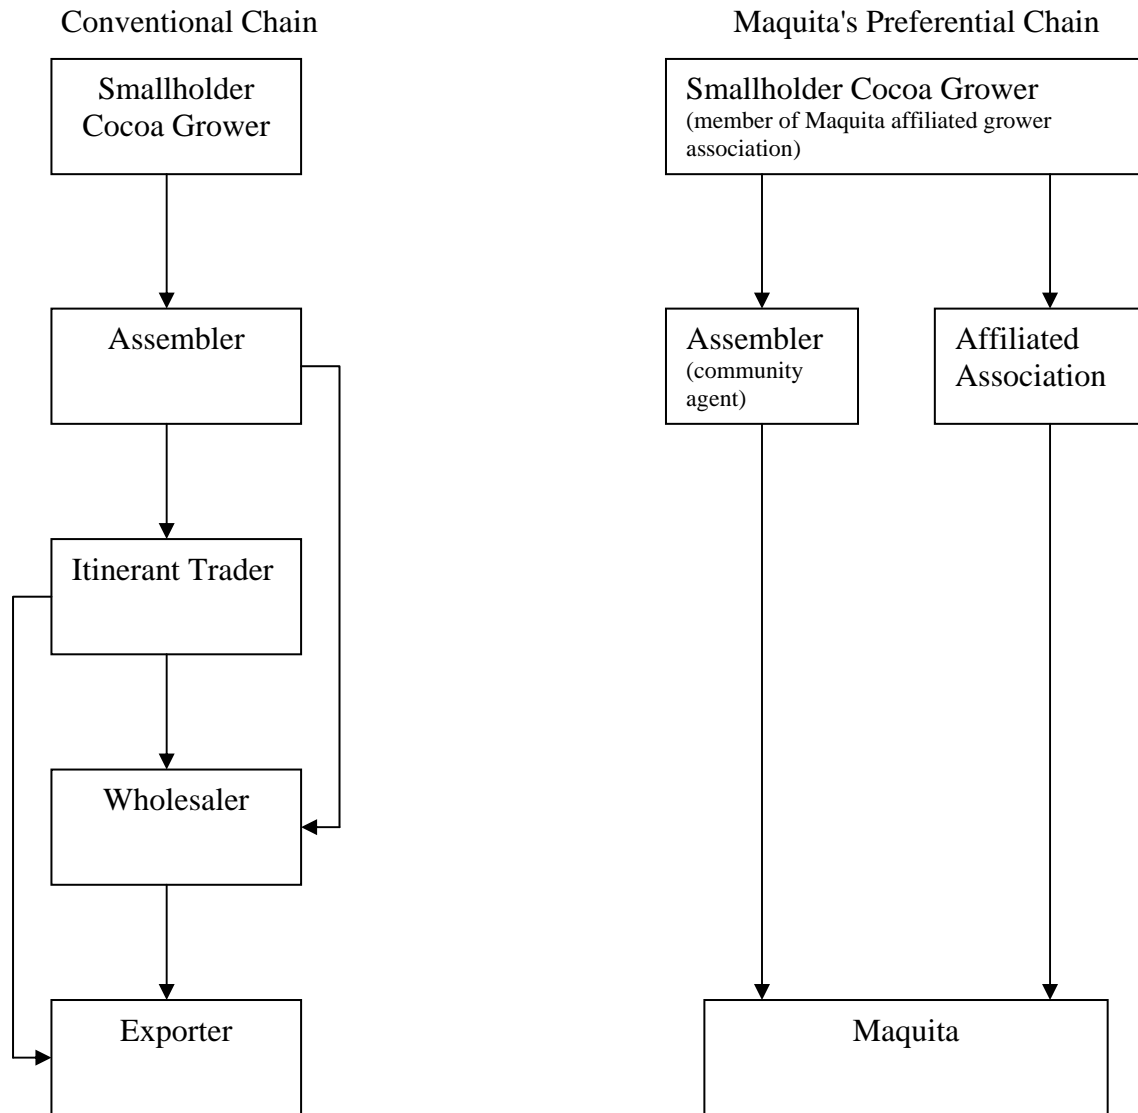 Conventional Chain
Smallholder
Cocoa Grower
Assembler
Itinerant Trader
Wholesaler
Exporter
Maquita's Preferential Chain
Smallholder Cocoa Grower
(member of Maquita affiliated grower
association)
Assembler
(community
agent)
Affiliated
Association
Maquita